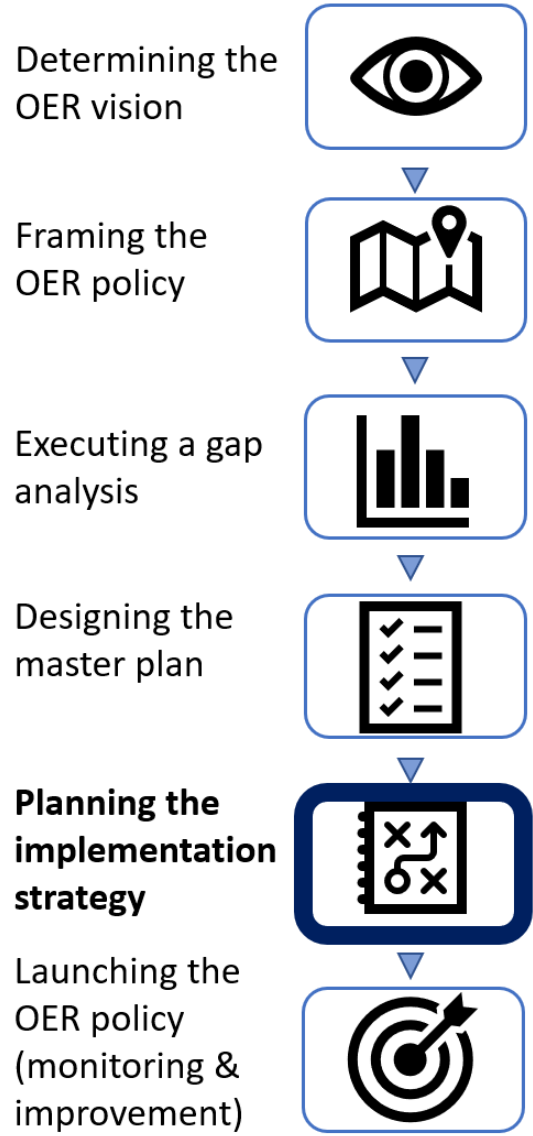 Determining the
OER vision
Framing the
OER policy
Executing a gap
analysis
Designing the
master plan
Planning the
implementation
strategy
Launching the
OER policy
(monitoring &
improvement)